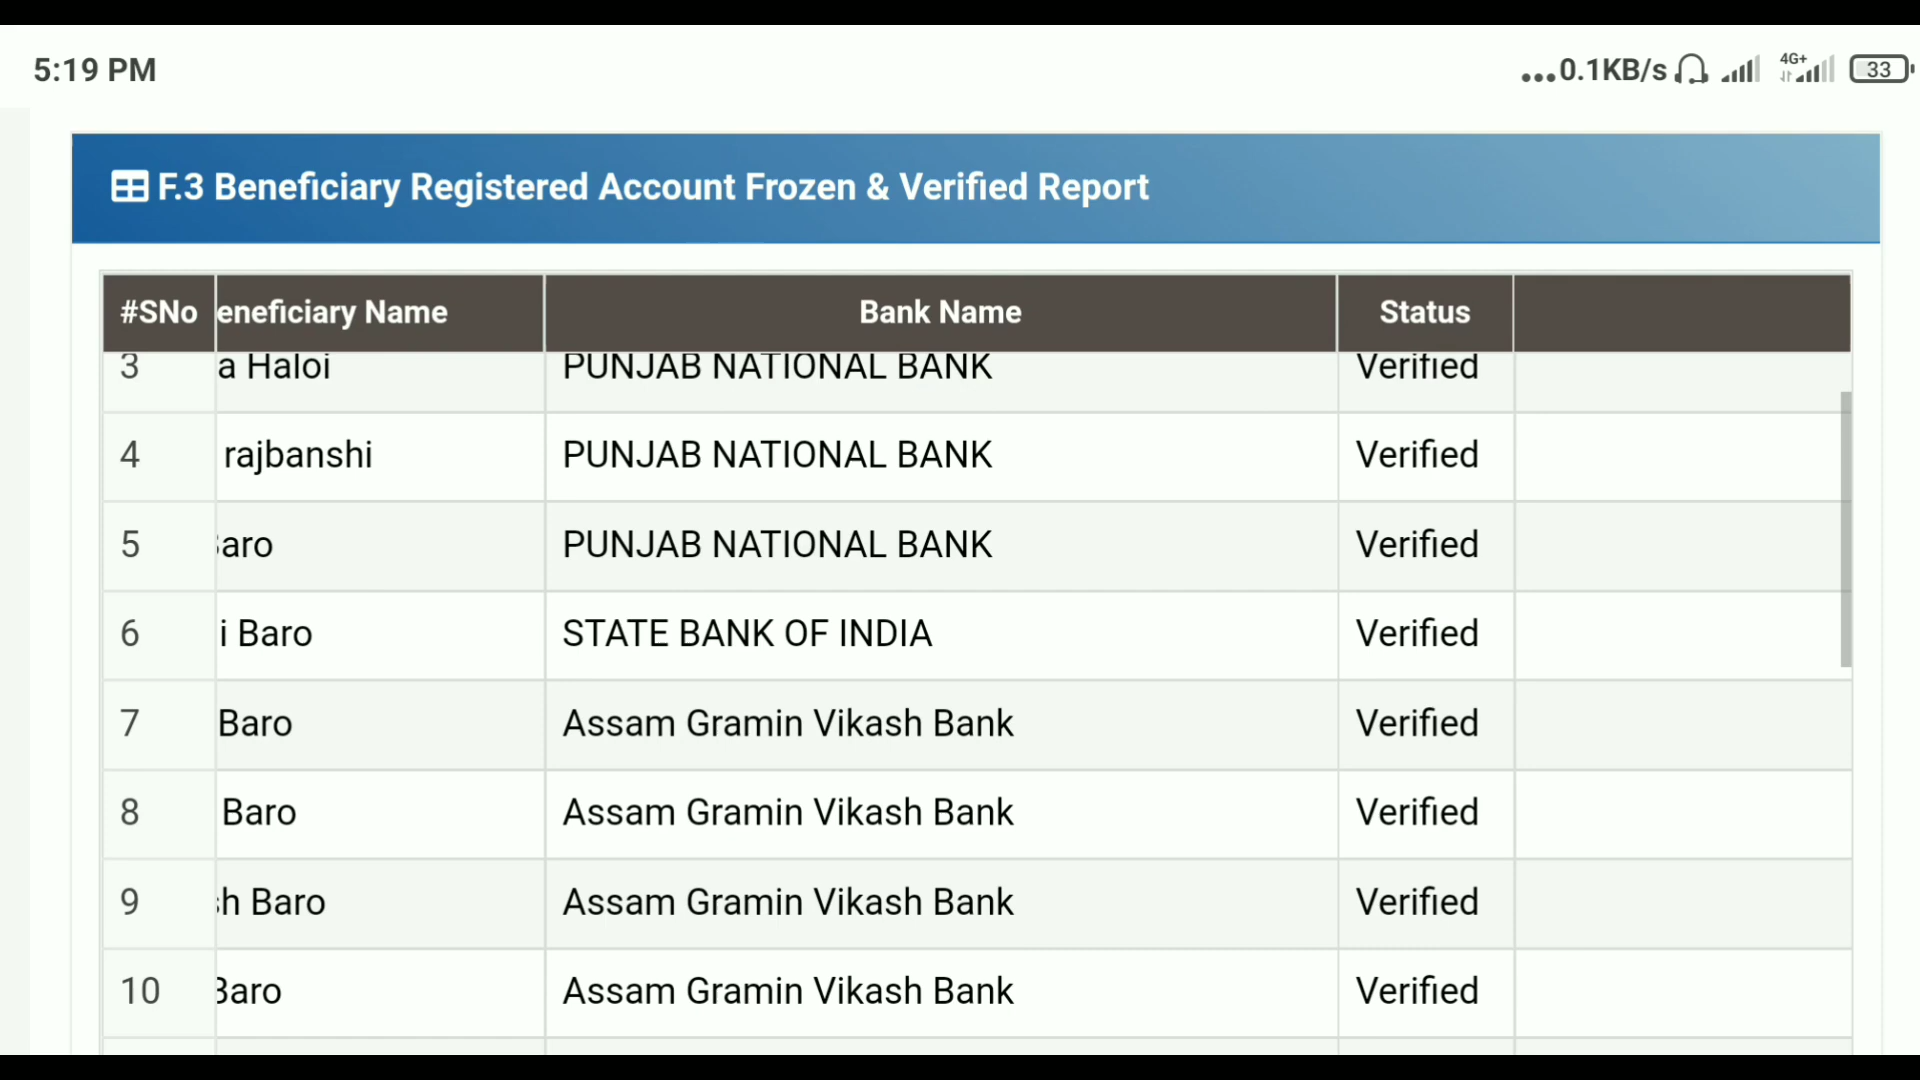 5:19 PM ...0.1KB/s 4G+ 33
F.3 Beneficiary Registered Account Frozen & Verified Report
#SNo eneficiary Name Bank Name Status
3 a Haloi PUNJAB NATIONAL BANK Verified
4 rajbanshi PUNJAB NATIONAL BANK Verified
5 Baro PUNJAB NATIONAL BANK Verified
6 i Baro STATE BANK OF INDIA Verified
7 Baro Assam Gramin Vikash Bank Verified
8 Baro Assam Gramin Vikash Bank Verified
9 sh Baro Assam Gramin Vikash Bank Verified
10 Baro Assam Gramin Vikash Bank Verified